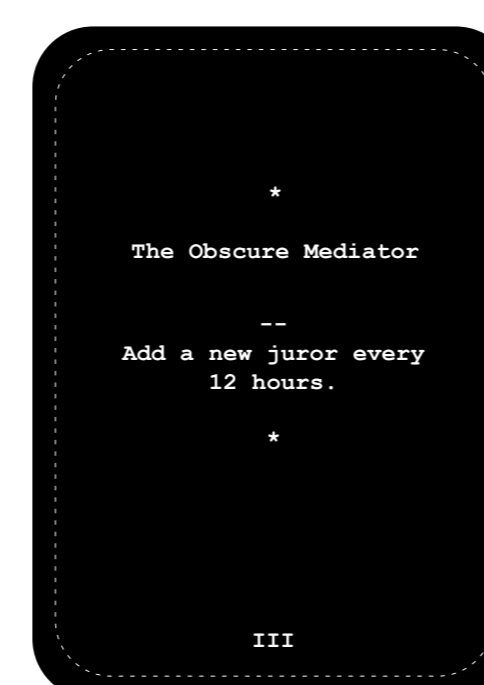 *
The Obscure Mediator
--
Add a new juror every
12 hours.
*
III